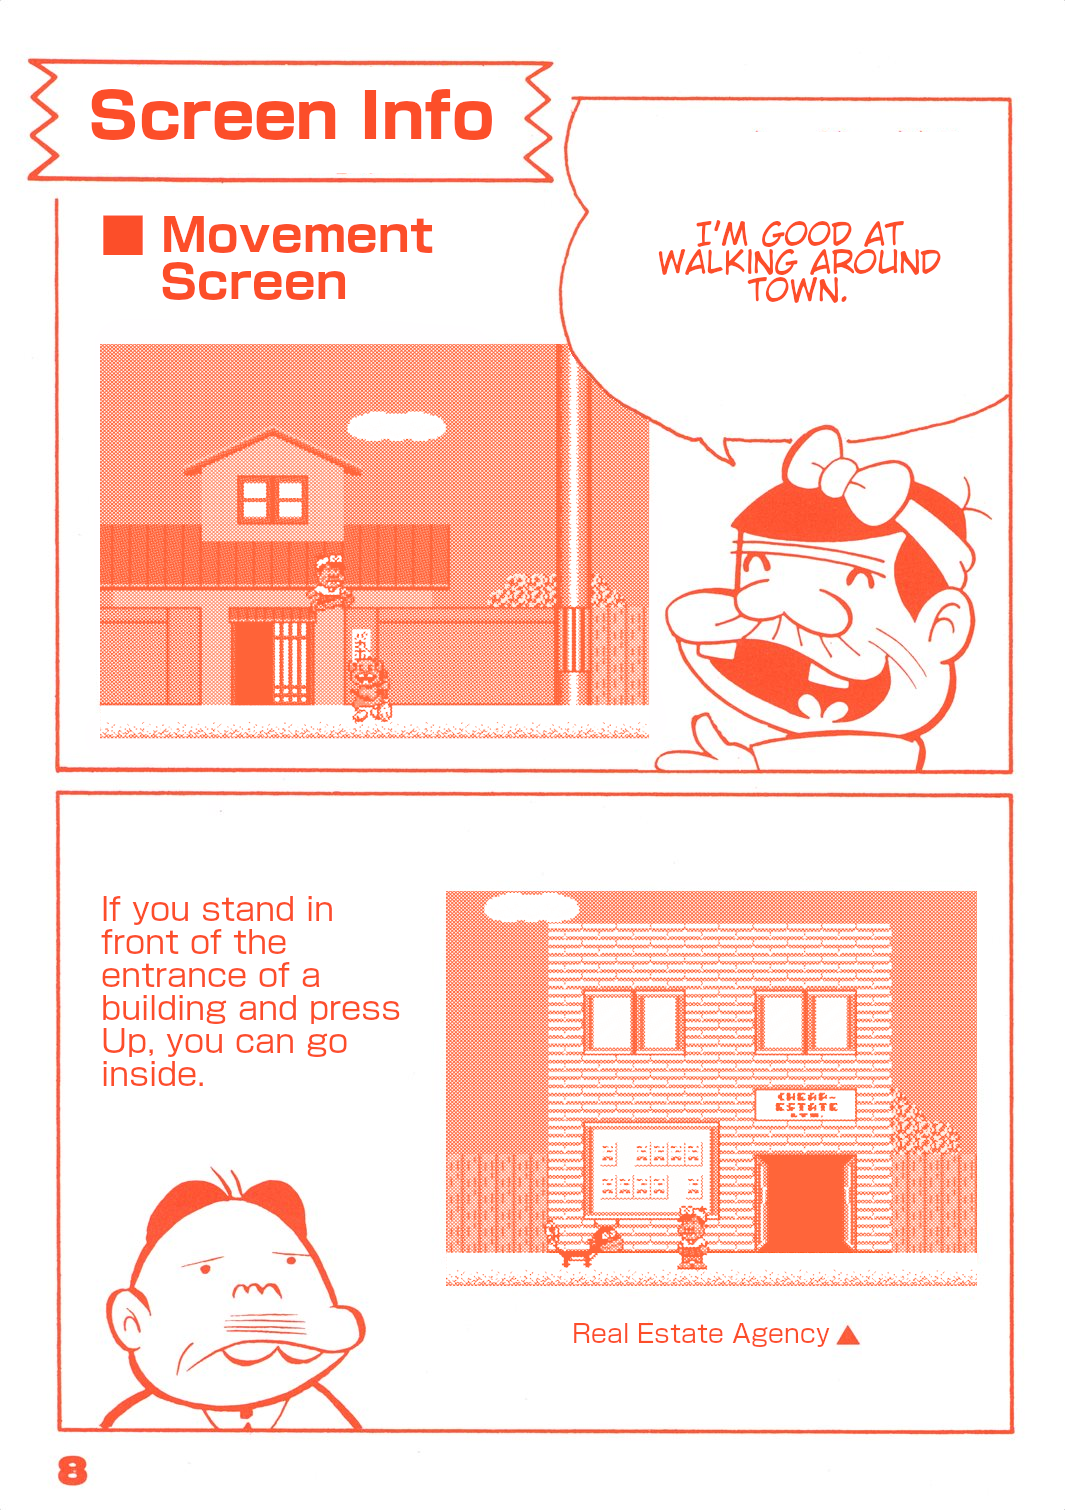 Screen Info
■ Movement
Screen
I'M GOOD AT
WALKING AROUND
TOWN.
If you stand in
front of the
entrance of a
building and press
Up, you can go
inside.
CHEAP-
ESTATE
LTD.
Real Estate Agency ▲
8